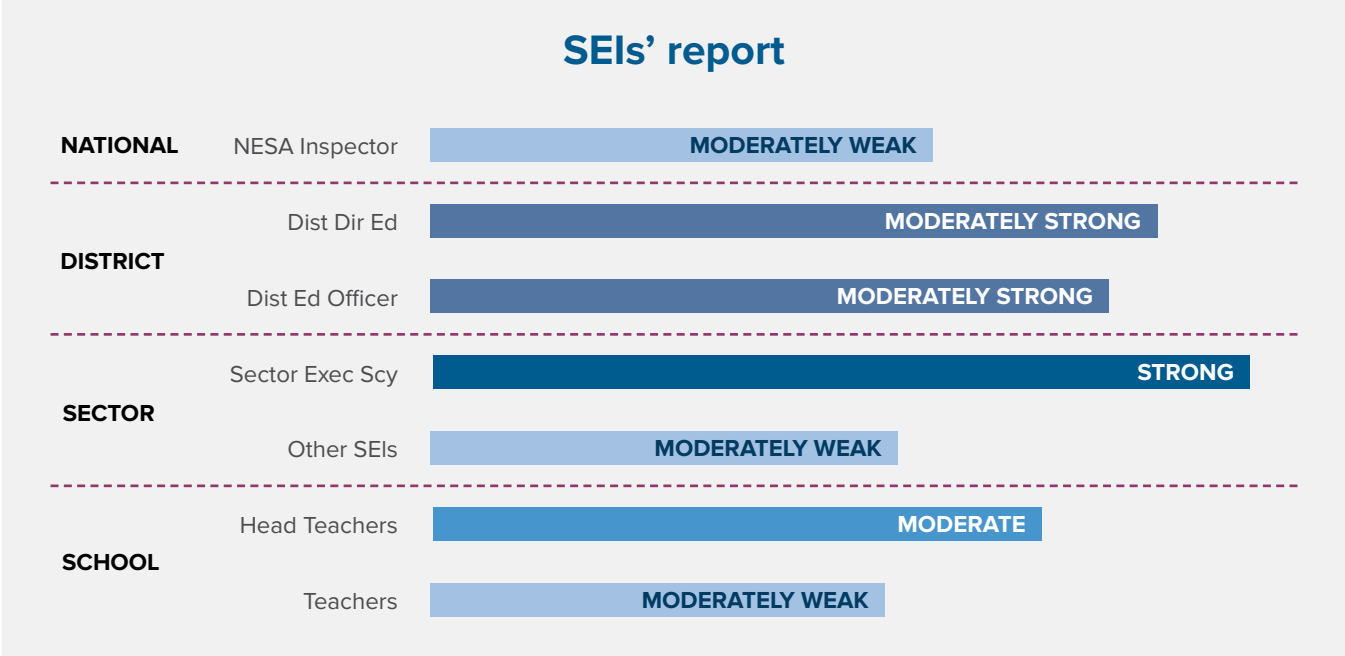 SEIs’ report
NATIONAL NESA Inspector MODERATELY WEAK
Dist Dir Ed MODERATELY STRONG
DISTRICT
Dist Ed Officer MODERATELY STRONG
Sector Exec Scy STRONG
SECTOR
Other SEIs MODERATELY WEAK
Head Teachers MODERATE
SCHOOL
Teachers MODERATELY WEAK